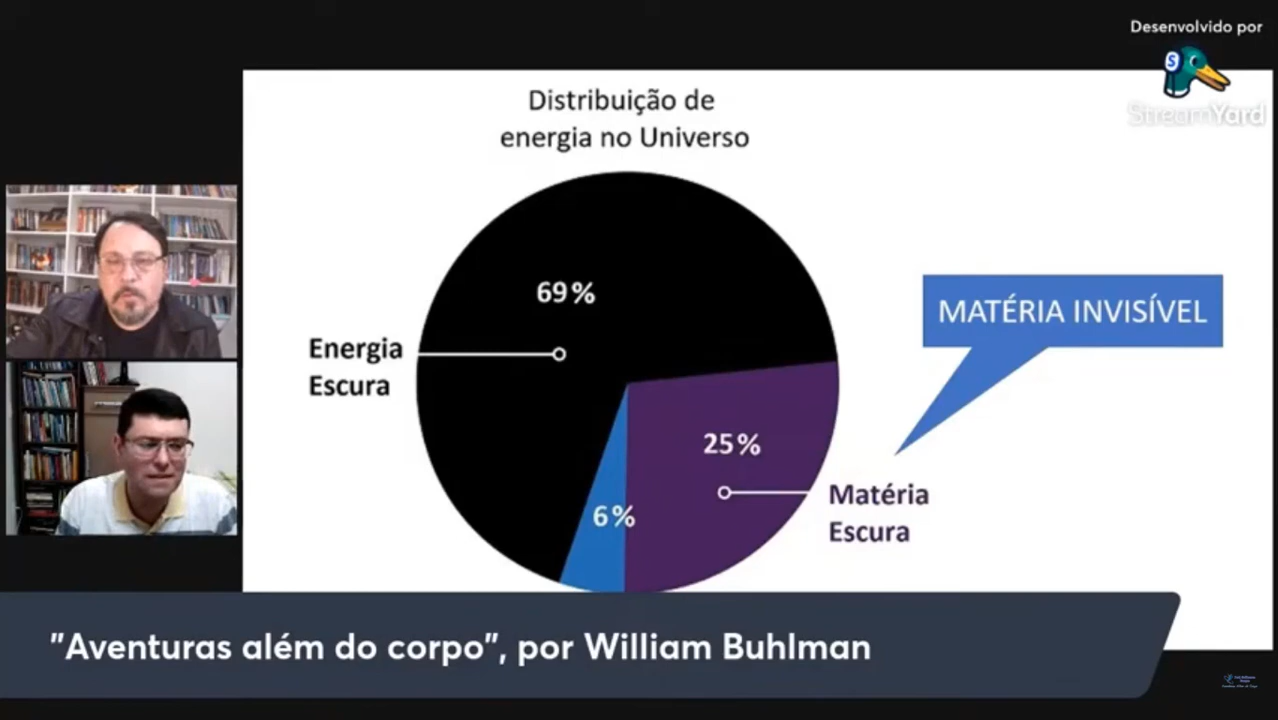 Desenvolvido por
StreamYard
Distribuição de
energia no Universo
69%
Energia
Escura
MATÉRIA INVISÍVEL
25%
Matéria
Escura
6%
"Aventuras além do corpo", por William Buhlman